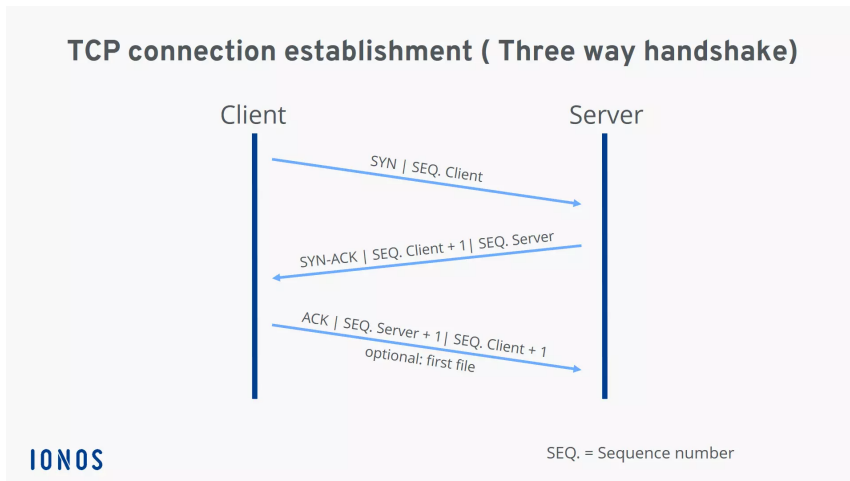 TCP connection establishment ( Three way handshake)
Client
Server
SYN | SEQ. Client
SYN-ACK | SEQ. Client + 1| SEQ. Server
ACK | SEQ. Server + 1| SEQ. Client + 1
optional: first file
IONOS
SEQ. = Sequence number